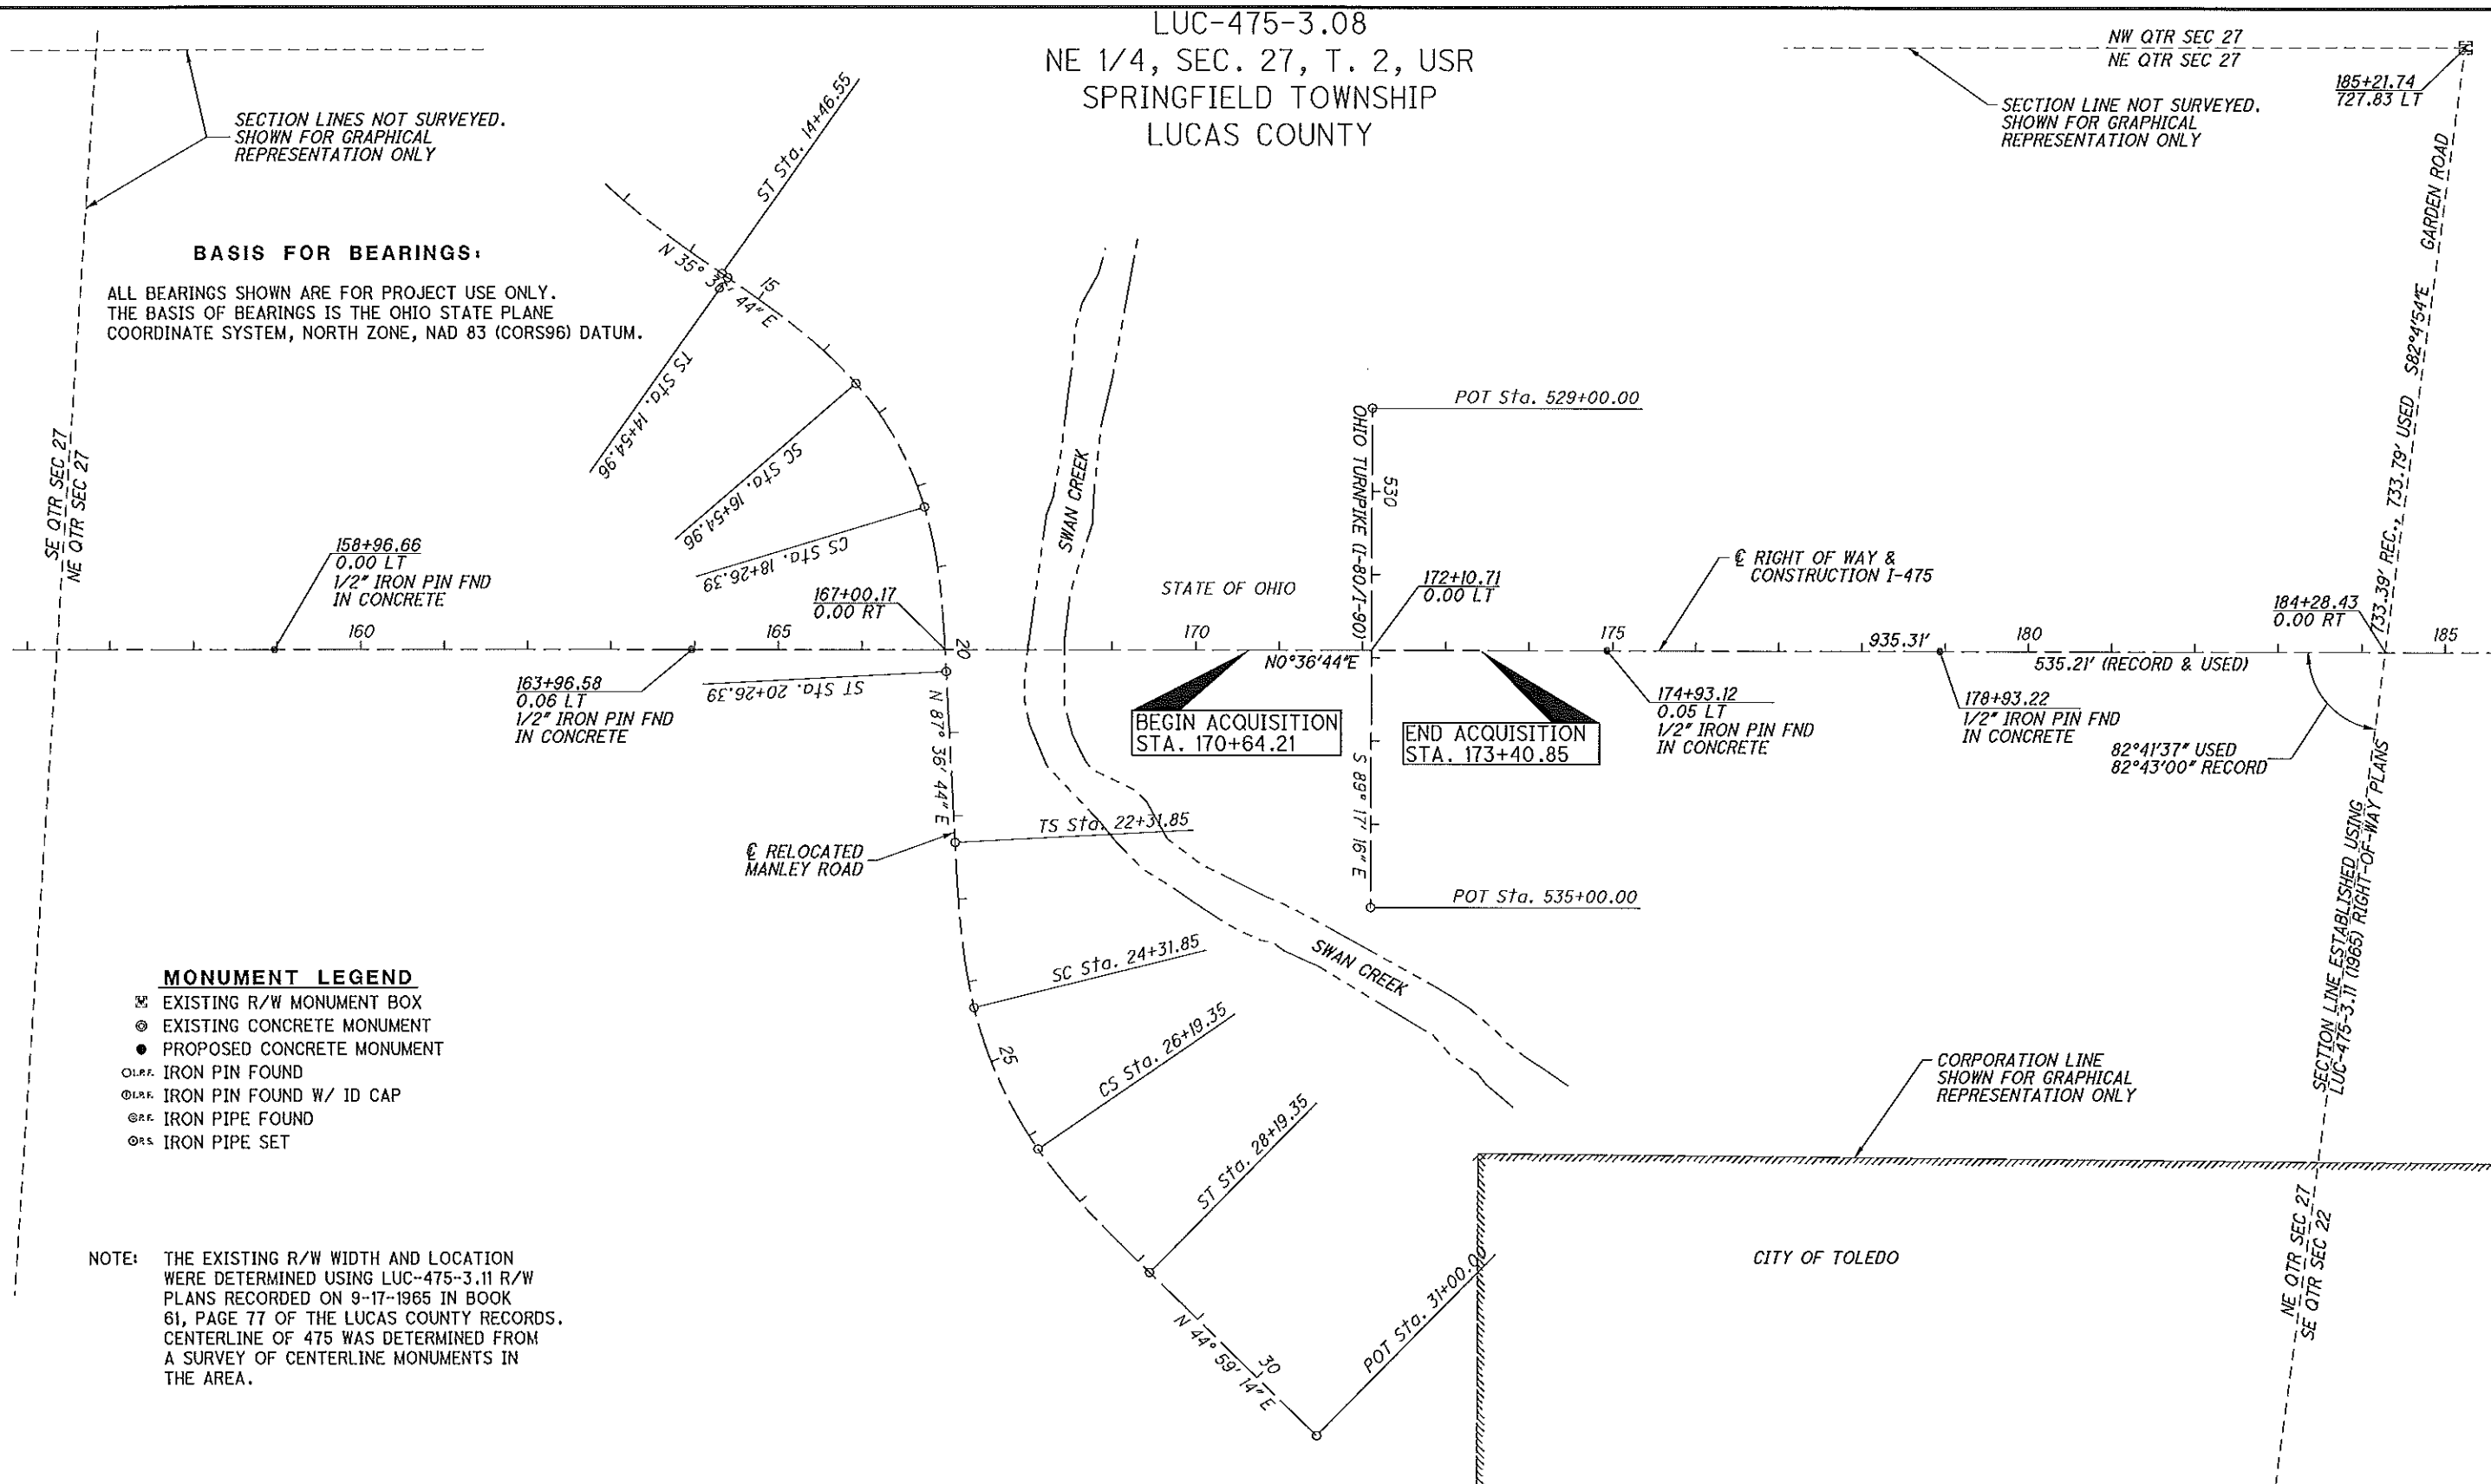 LUC-475-3.08
NE 1/4, SEC. 27, T. 2, USR
SPRINGFIELD TOWNSHIP
LUCAS COUNTY
NW QTR SEC 27
NE QTR SEC 27
185+21.74
727.83 LT
SECTION LINES NOT SURVEYED.
SHOWN FOR GRAPHICAL
REPRESENTATION ONLY
SECTION LINE NOT SURVEYED.
SHOWN FOR GRAPHICAL
REPRESENTATION ONLY
BASIS FOR BEARINGS:
ALL BEARINGS SHOWN ARE FOR PROJECT USE ONLY.
THE BASIS OF BEARINGS IS THE OHIO STATE PLANE
COORDINATE SYSTEM, NORTH ZONE, NAD 83 (CORS96) DATUM.
ST Sta. 14+46.55
N 35° 36' 44" E
15
TS Sta. 14+54.96
SC Sta. 16+54.96
CS Sta. 18+26.39
SE QTR SEC 27
NE QTR SEC 27
158+96.66
0.00 LT
1/2" IRON PIN FND
IN CONCRETE
160
163+96.58
0.06 LT
1/2" IRON PIN FND
IN CONCRETE
165
167+00.17
0.00 RT
20
ST Sta. 20+26.39
N 87° 36' 44" E
SWAN CREEK
STATE OF OHIO
170
N0°36'44"E
POT Sta. 529+00.00
OHIO TURNPIKE (I-80/I-90)
530
172+10.71
0.00 LT
S 89° 17' 16" E
POT Sta. 535+00.00
BEGIN ACQUISITION
STA. 170+64.21
END ACQUISITION
STA. 173+40.85
℄ RIGHT OF WAY &
CONSTRUCTION I-475
175
174+93.12
0.05 LT
1/2" IRON PIN FND
IN CONCRETE
935.31'
180
535.21' (RECORD & USED)
178+93.22
1/2" IRON PIN FND
IN CONCRETE
184+28.43
0.00 RT
185
82°41'37" USED
82°43'00" RECORD
733.39' REC., 733.79' USED S82°4'54"E GARDEN ROAD
SECTION LINE ESTABLISHED USING
LUC-475-3.11 (1965) RIGHT-OF-WAY PLANS
℄ RELOCATED
MANLEY ROAD
TS Sta. 22+31.85
SC Sta. 24+31.85
25
CS Sta. 26+19.35
ST Sta. 28+19.35
N 44° 59' 14" E
30
POT Sta. 31+00.00
SWAN CREEK
CORPORATION LINE
SHOWN FOR GRAPHICAL
REPRESENTATION ONLY
CITY OF TOLEDO
NE QTR SEC 27
SE QTR SEC 22
MONUMENT LEGEND
EXISTING R/W MONUMENT BOX
EXISTING CONCRETE MONUMENT
PROPOSED CONCRETE MONUMENT
I.P.F. IRON PIN FOUND
I.P.F. IRON PIN FOUND W/ ID CAP
P.F. IRON PIPE FOUND
P.S. IRON PIPE SET
NOTE: THE EXISTING R/W WIDTH AND LOCATION
WERE DETERMINED USING LUC-475-3.11 R/W
PLANS RECORDED ON 9-17-1965 IN BOOK
61, PAGE 77 OF THE LUCAS COUNTY RECORDS.
CENTERLINE OF 475 WAS DETERMINED FROM
A SURVEY OF CENTERLINE MONUMENTS IN
THE AREA.